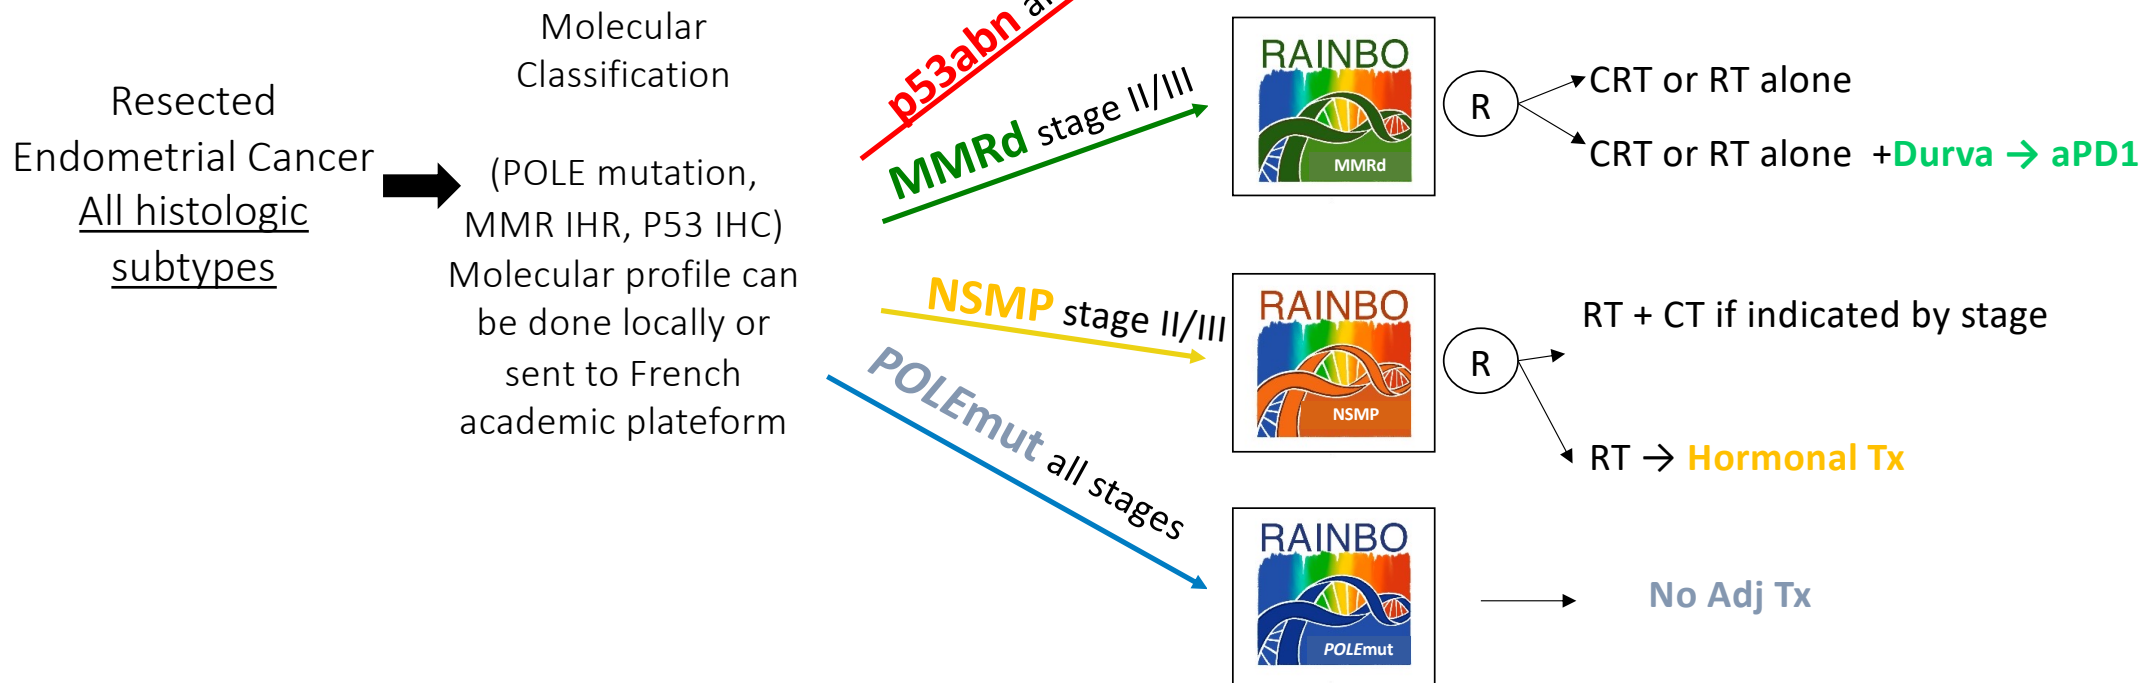 Resected
Endometrial Cancer
All histologic
subtypes
Molecular
Classification
(POLE mutation,
MMR IHR, P53 IHC)
Molecular profile can
be done locally or
sent to French
academic plateform
p53abn
MMRd stage II/III
NSMP stage II/III
POLEmut all stages
RAINBO
MMRd
R
CRT or RT alone
CRT or RT alone +Durva → aPD1
RAINBO
NSMP
R
RT + CT if indicated by stage
RT → Hormonal Tx
RAINBO
POLEmut
No Adj Tx